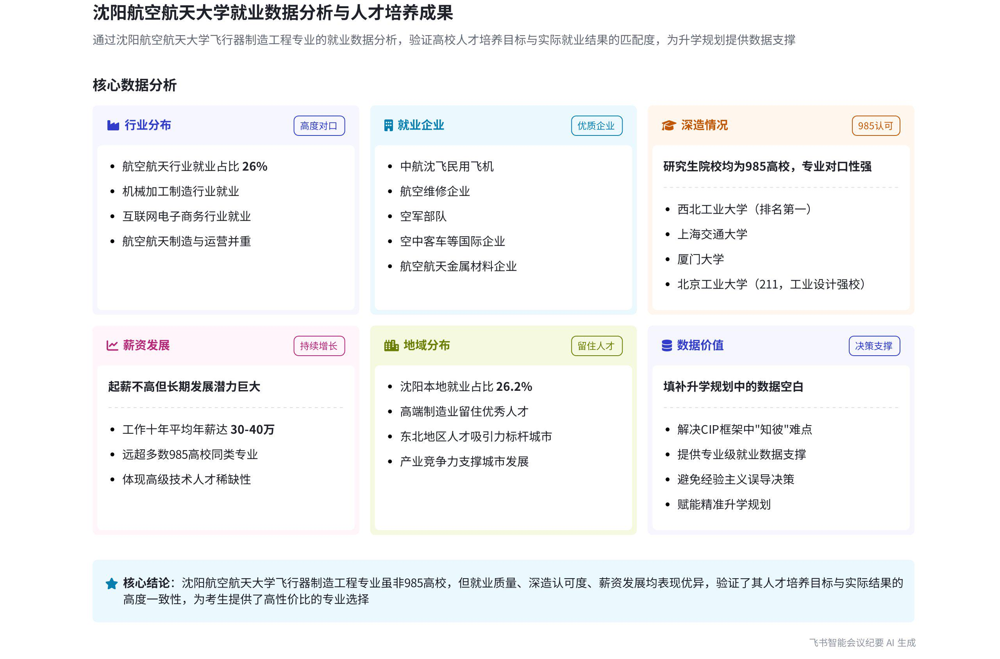 沈阳航空航天大学就业数据分析与人才培养成果
通过沈阳航空航天大学飞行器制造工程专业的就业数据分析，验证高校人才培养目标与实际就业结果的匹配度，为升学规划提供数据支撑
核心数据分析
行业分布
高度对口
航空航天行业就业占比 26%
机械加工制造行业就业
互联网电子商务行业就业
航空航天制造与运营并重
就业企业
优质企业
中航沈飞民用飞机
航空维修企业
空军部队
空中客车等国际企业
航空航天金属材料企业
深造情况
985认可
研究生院校均为985高校，专业对口性强
西北工业大学（排名第一）
上海交通大学
厦门大学
北京工业大学（211，工业设计强校）
薪资发展
持续增长
起薪不高但长期发展潜力巨大
工作十年平均年薪达 30-40万
远超多数985高校同类专业
体现高级技术人才稀缺性
地域分布
留住人才
沈阳本地就业占比 26.2%
高端制造业留住优秀人才
东北地区人才吸引力标杆城市
产业竞争力支撑城市发展
数据价值
决策支撑
填补升学规划中的数据空白
解决CIP框架中"知彼"难点
提供专业级就业数据支撑
避免经验主义误导决策
赋能精准升学规划
核心结论：沈阳航空航天大学飞行器制造工程专业虽非985高校，但就业质量、深造认可度、薪资发展均表现优异，验证了其人才培养目标与实际结果的
高度一致性，为考生提供了高性价比的专业选择
飞书智能会议纪要 AI 生成